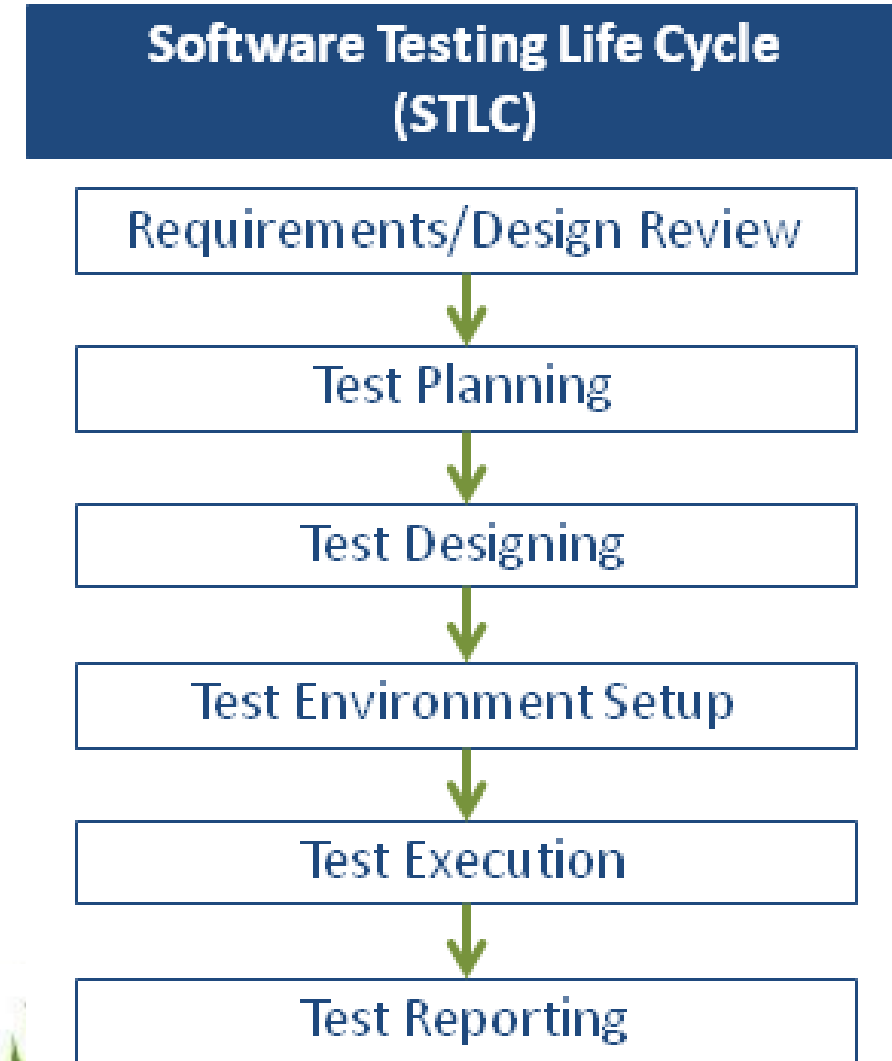 Software Testing Life Cycle
(STLC)
Requirements/Design Review
Test Planning
Test Designing
Test Environment Setup
Test Execution
Test Reporting